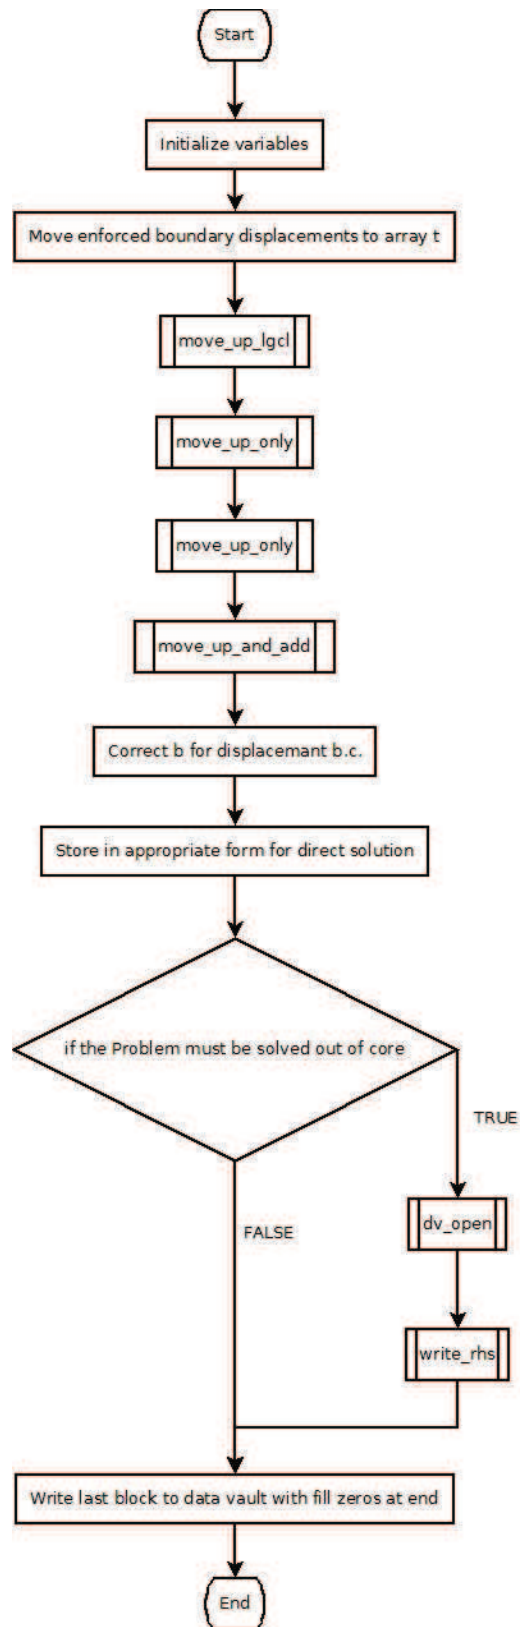 Start
Initialize variables
Move enforced boundary displacements to array t
move_up_lgcl
move_up_only
move_up_only
move_up_and_add
Correct b for displacemant b.c.
Store in appropriate form for direct solution
if the Problem must be solved out of core
TRUE
dv_open
FALSE
write_rhs
Write last block to data vault with fill zeros at end
End